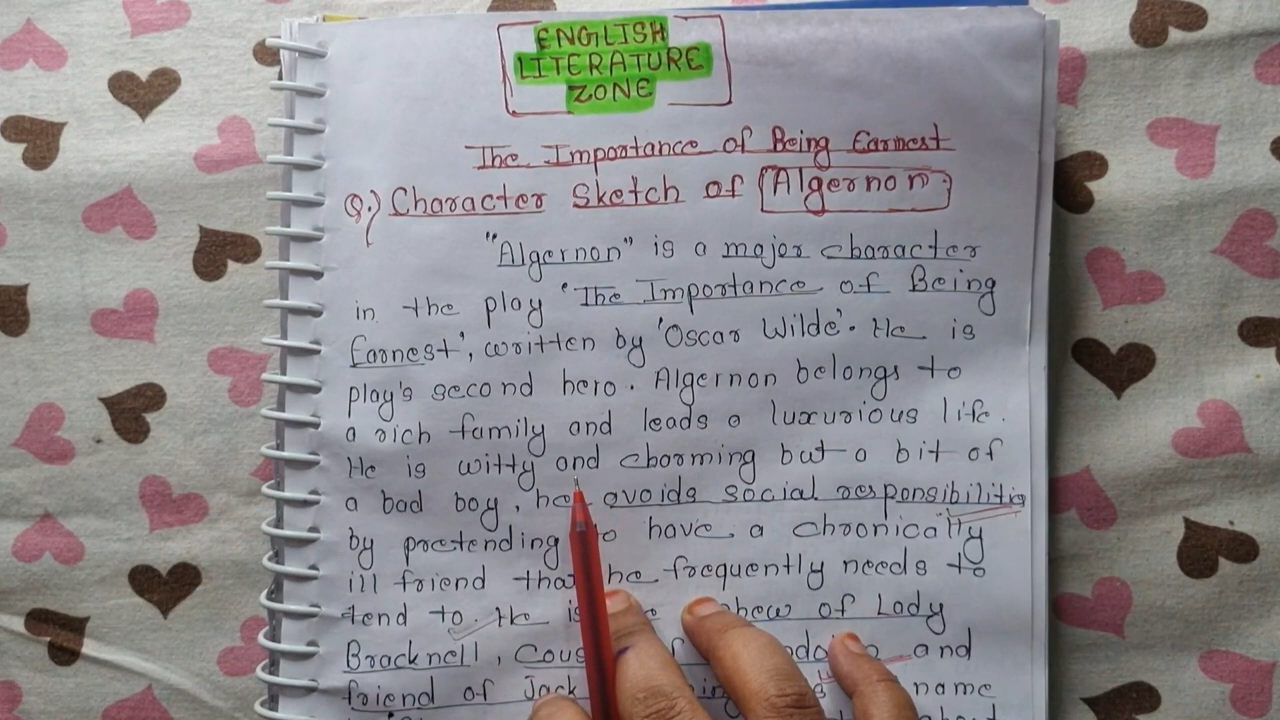 ENGLISH
LITERATURE
ZONE
The Importance of Being Earnest
Q.) Character Sketch of Algernon.
"Algernon" is a major character
in the play 'The Importance of Being
Earnest', written by 'Oscar Wilde'. He is
play's second hero. Algernon belongs to
a rich family and leads a luxurious life.
He is witty and charming but a bit of
a bad boy, he avoids social responsibilities
by pretending to have a chronically
ill friend that he frequently needs to
tend to. He is of Lady
Bracknell, and
friend of Jack name